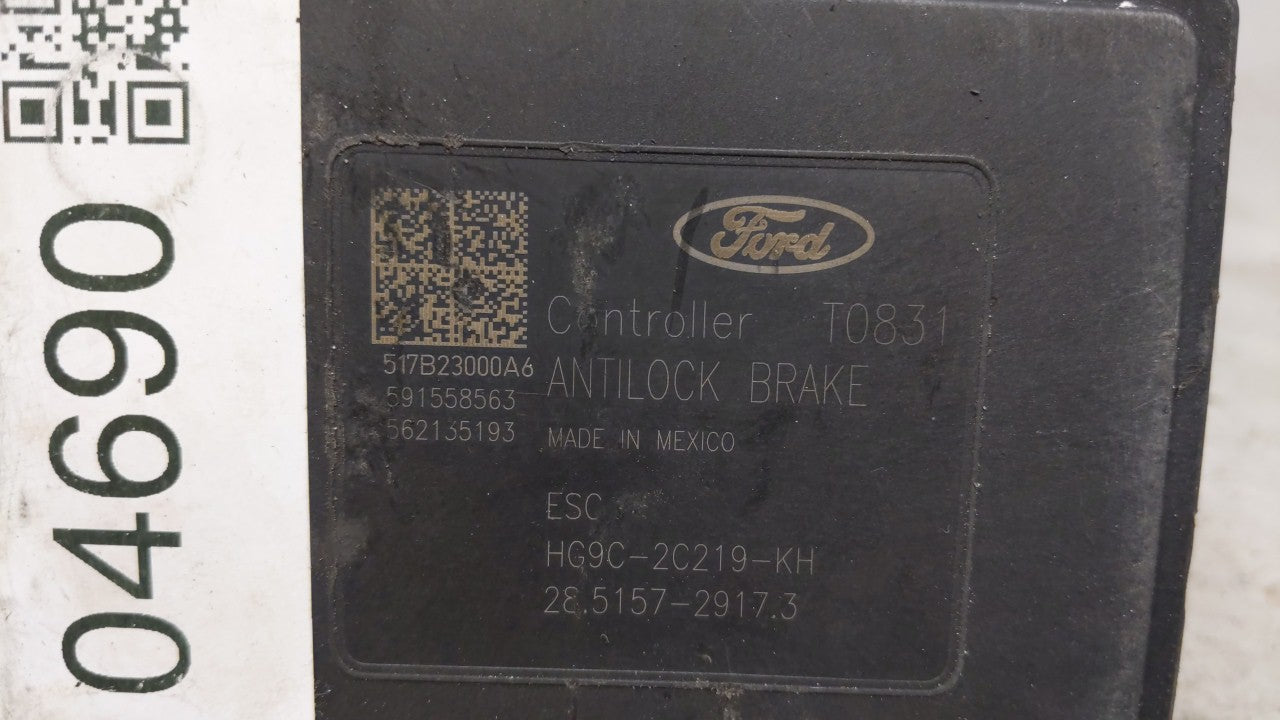 04690
Ford
Controller T0831
517B23000A6
ANTILOCK BRAKE
591558563
562135193
MADE IN MEXICO
ESC
HG9C-2C219-KH
28.5157-2917.3